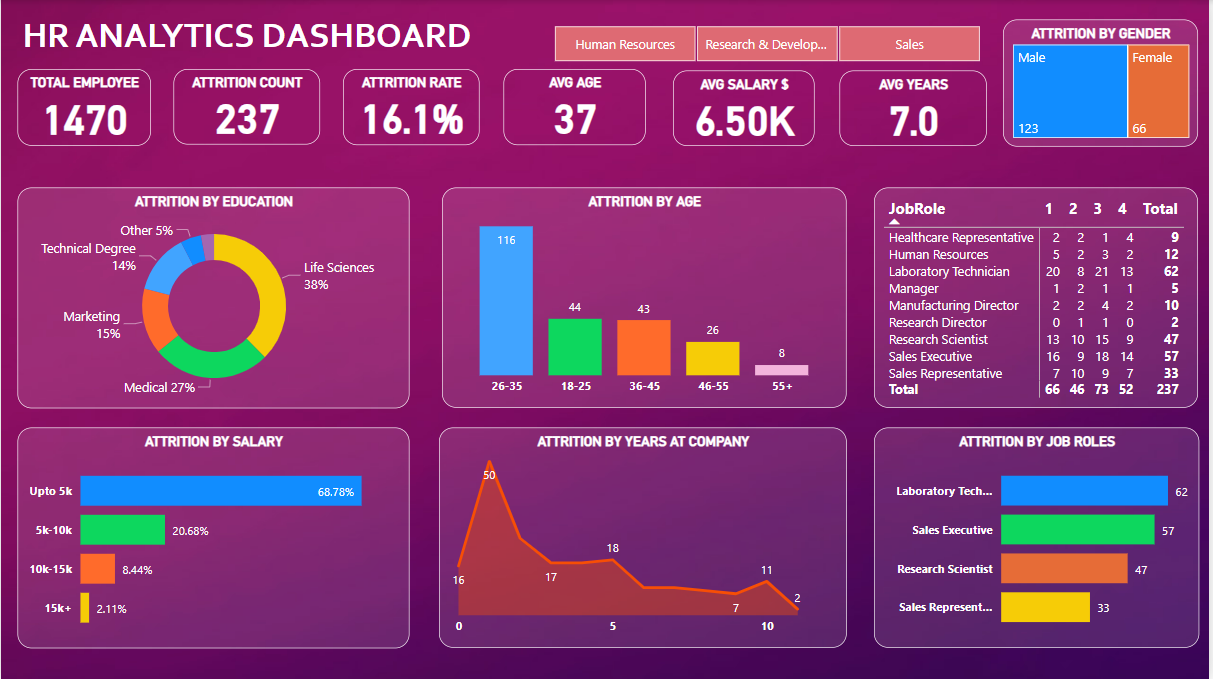 HR ANALYTICS DASHBOARD
Human Resources
Research & Develop...
Sales
ATTRITION BY GENDER
Male
Female
123
66
TOTAL EMPLOYEE
1470
ATTRITION COUNT
237
ATTRITION RATE
16.1%
AVG AGE
37
AVG SALARY $
6.50K
AVG YEARS
7.0
ATTRITION BY EDUCATION
Other 5%
Technical Degree
14%
Life Sciences
38%
Marketing
15%
Medical 27%
ATTRITION BY AGE
116
44
43
26
8
26-35 18-25 36-45 46-55 55+
JobRole 1 2 3 4 Total
Healthcare Representative 2 2 1 4 9
Human Resources 5 2 3 2 12
Laboratory Technician 20 8 21 13 62
Manager 1 2 1 1 5
Manufacturing Director 2 2 4 2 10
Research Director 0 1 1 0 2
Research Scientist 13 10 15 9 47
Sales Executive 16 9 18 14 57
Sales Representative 7 10 9 7 33
Total 66 46 73 52 237
ATTRITION BY SALARY
Upto 5k 68.78%
5k-10k 20.68%
10k-15k 8.44%
15k+ 2.11%
ATTRITION BY YEARS AT COMPANY
50
18
16
17
11
7
2
0 5 10
ATTRITION BY JOB ROLES
Laboratory Tech... 62
Sales Executive 57
Research Scientist 47
Sales Represent... 33